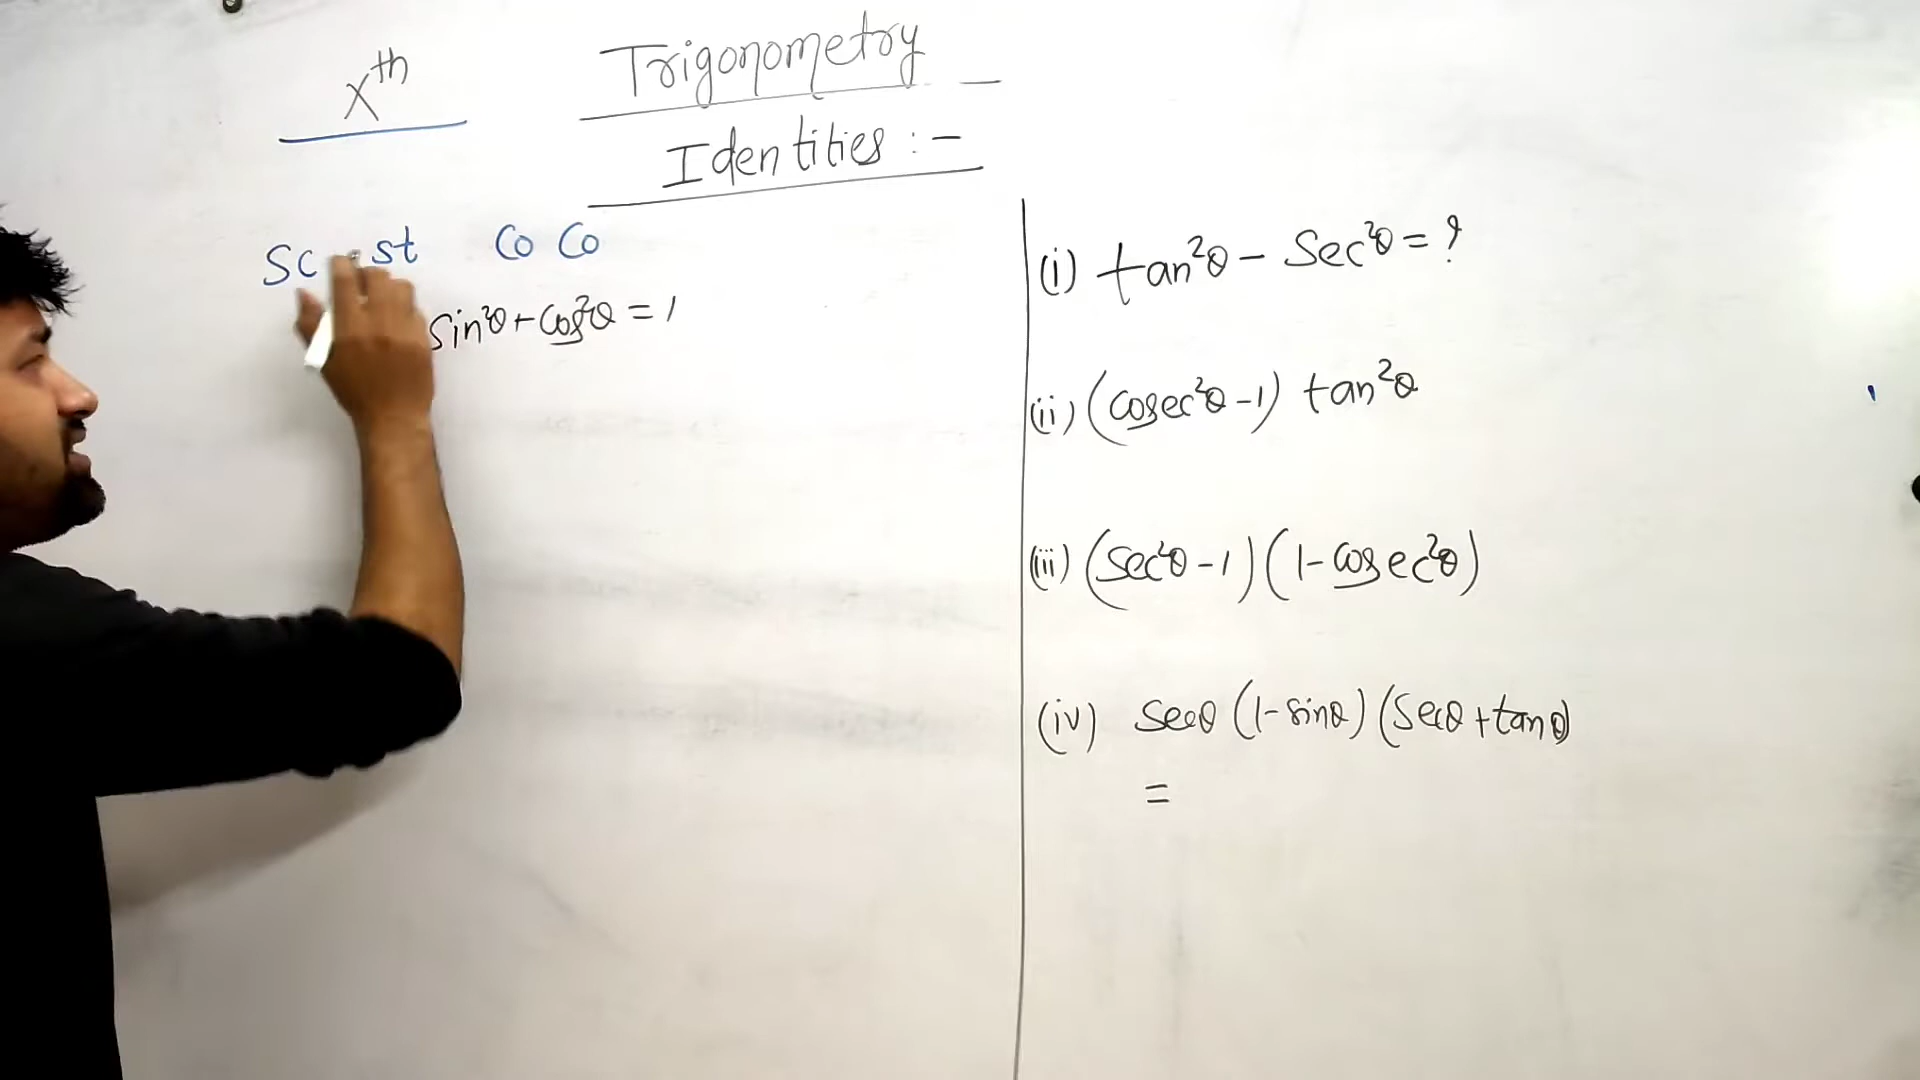 Xth
Trigonometry
Identities :-
Sc st Co Co
sin²θ + cos²θ = 1
(i) tan²θ - Sec²θ = ?
(ii) (cosec²θ - 1) tan²θ
(iii) (Sec²θ - 1) (1 - cosec²θ)
(iv) secθ (1 - sinθ) (secθ + tanθ)
=